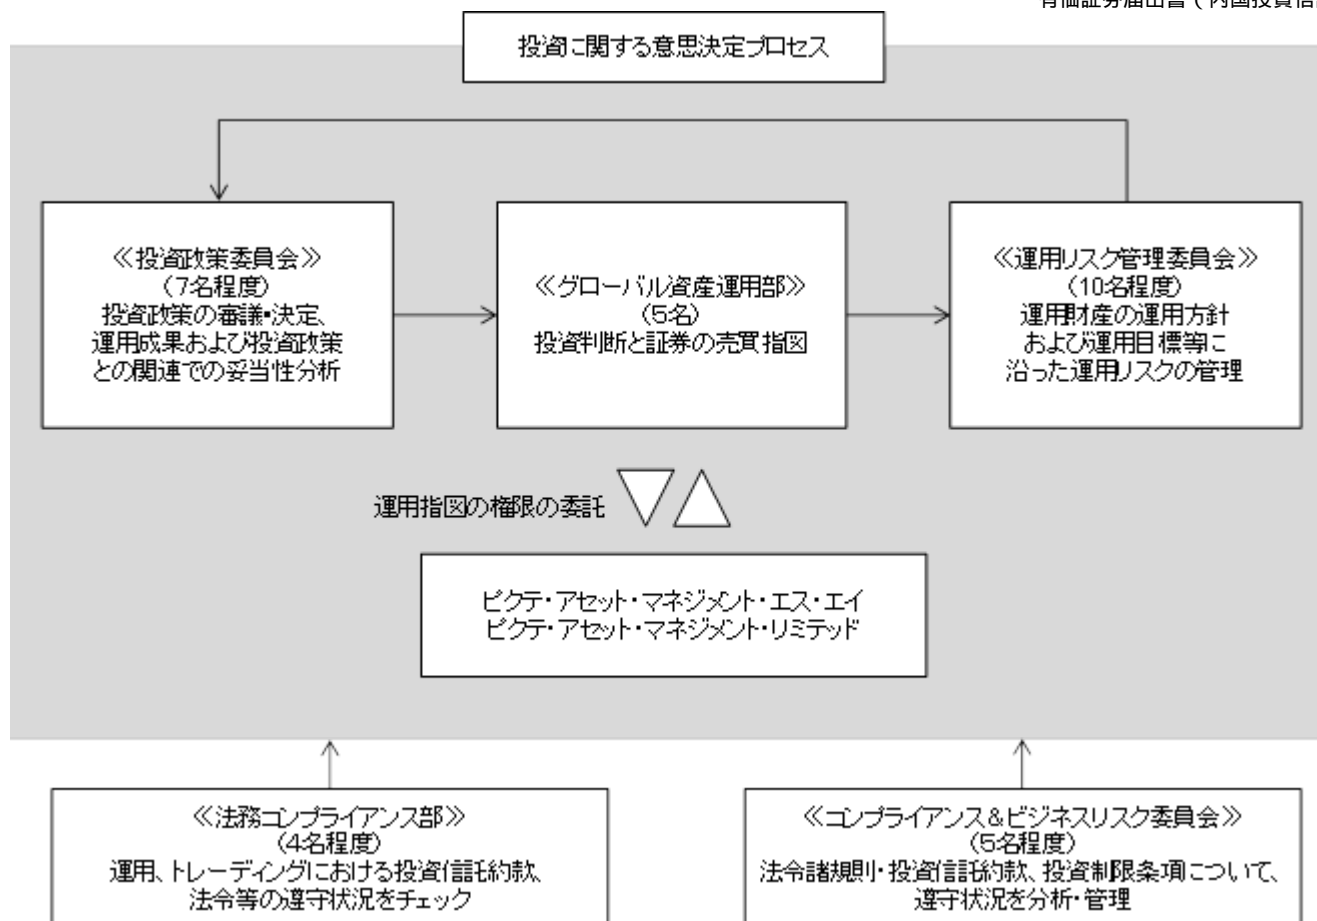 有価証券届出書（内国投資信
投資に関する意思決定プロセス
≪投資政策委員会≫
(7名程度)
投資政策の審議・決定、
運用成果および投資政策
との関連での妥当性分析
≪グローバル資産運用部≫
(5名)
投資判断と証券の売買指図
≪運用リスク管理委員会≫
(10名程度)
運用財産の運用方針
および運用目標等に
沿った運用リスクの管理
運用指図の権限の委託
ピクテ・アセット・マネジメント・エス・エイ
ピクテ・アセット・マネジメント・リミテッド
≪法務コンプライアンス部≫
(4名程度)
運用、トレーディングにおける投資信託約款、
法令等の遵守状況をチェック
≪コンプライアンス&ビジネスリスク委員会≫
(5名程度)
法令諸規則・投資信託約款、投資制限条項について、
遵守状況を分析・管理